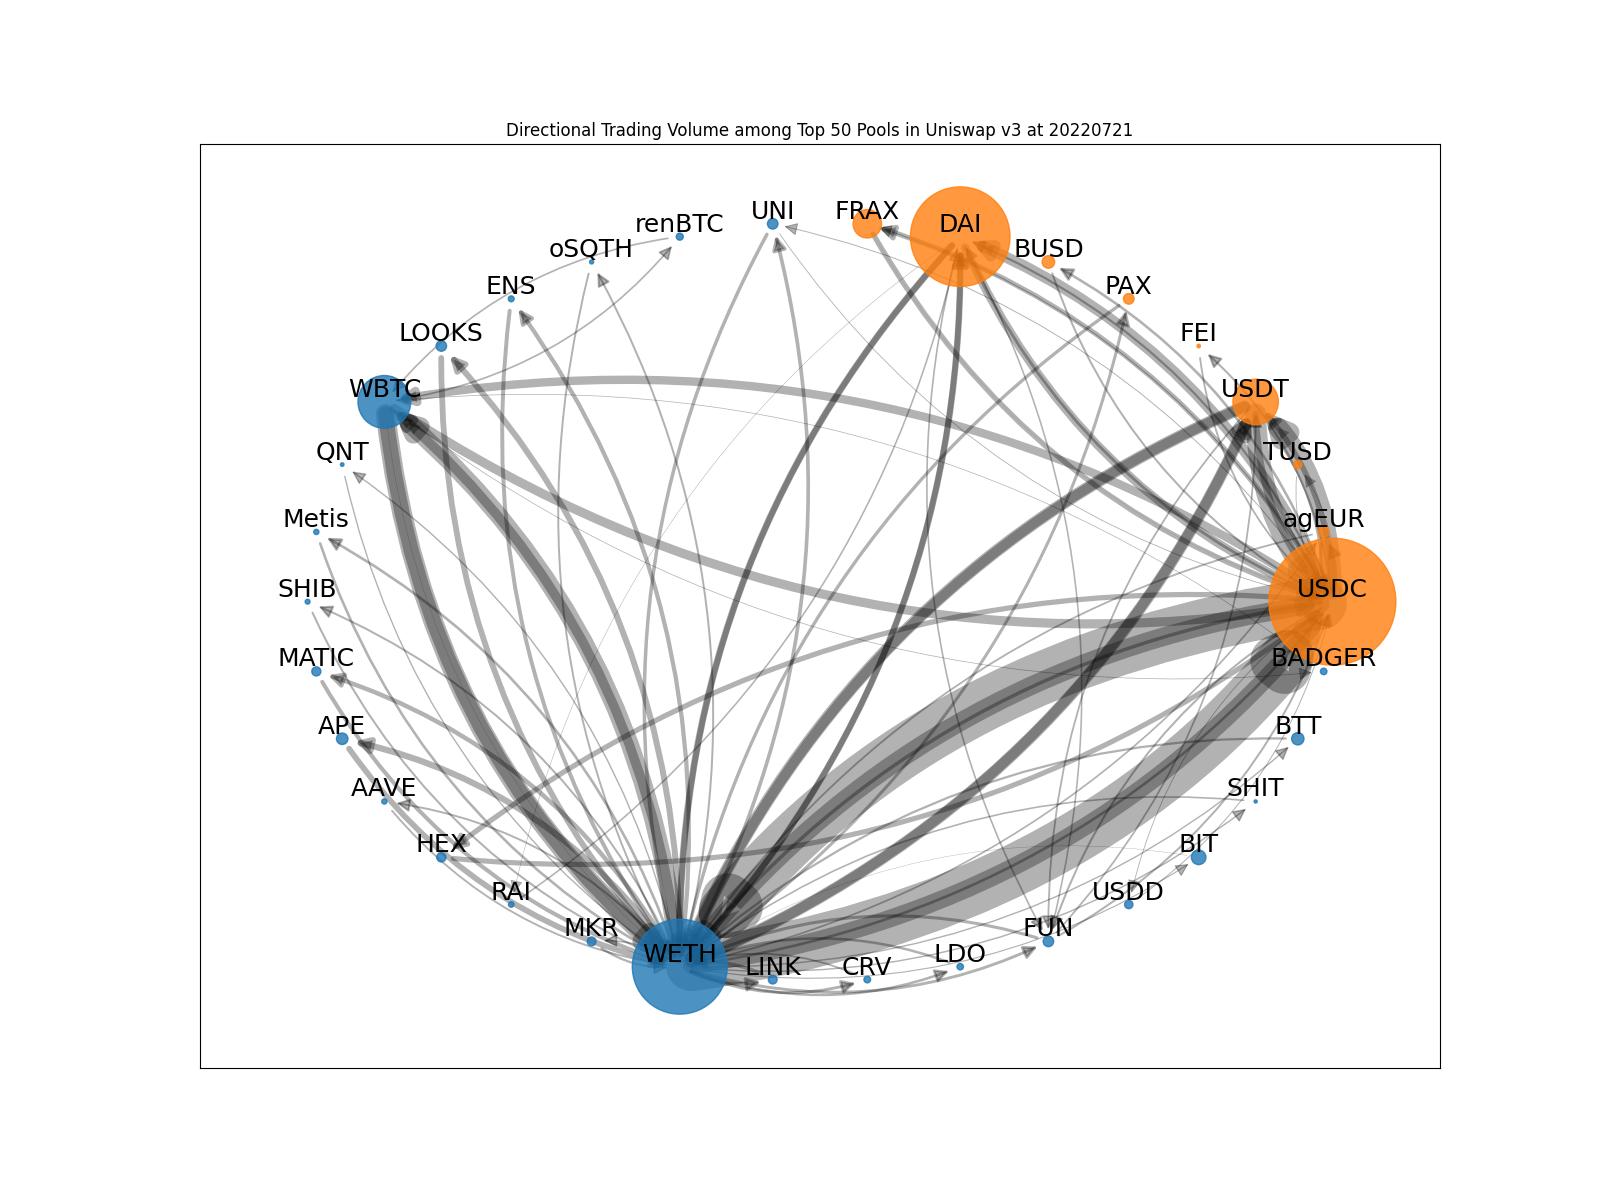 Directional Trading Volume among Top 50 Pools in Uniswap v3 at 20220721
UNI
FRAX
DAI
renBTC
oSQTH
BUSD
ENS
PAX
LOOKS
FEI
WBTC
USDT
QNT
TUSD
Metis
agEUR
SHIB
USDC
MATIC
BADGER
APE
BTT
AAVE
SHIT
HEX
BIT
RAI
USDD
MKR
FUN
WETH
LINK
CRV
LDO